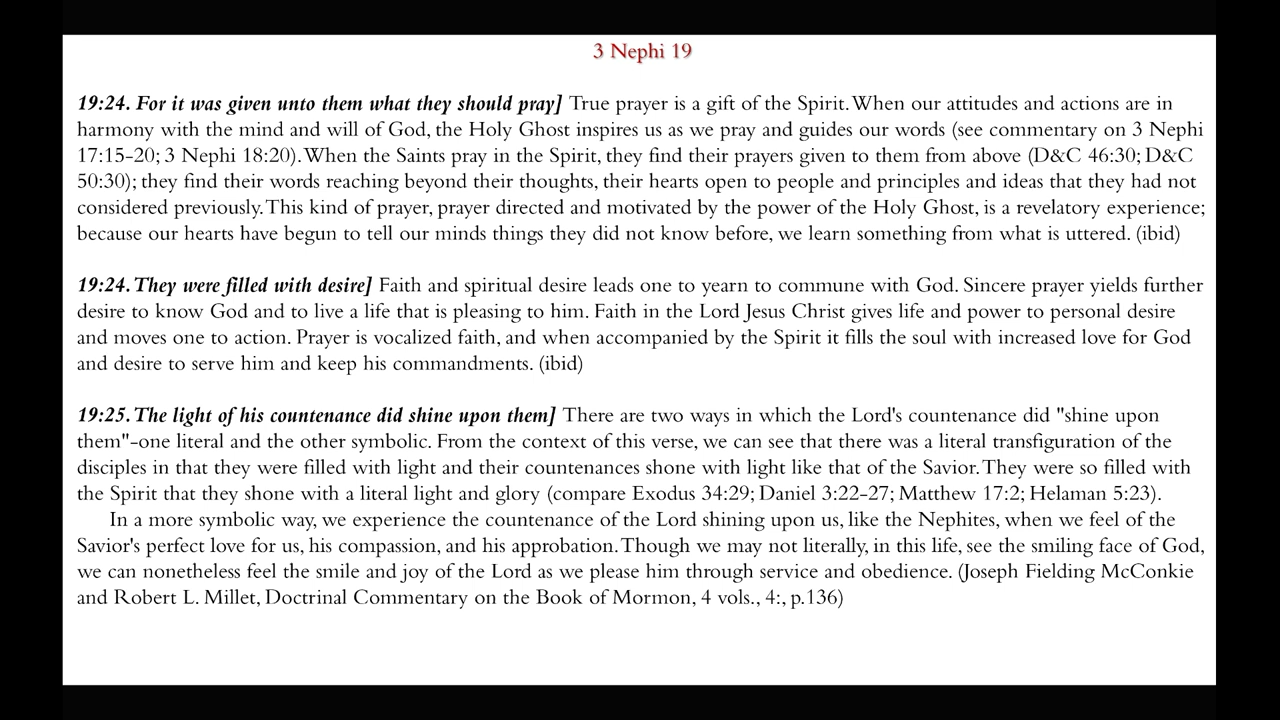 3 Nephi 19
19:24. For it was given unto them what they should pray] True prayer is a gift of the Spirit. When our attitudes and actions are in
harmony with the mind and will of God, the Holy Ghost inspires us as we pray and guides our words (see commentary on 3 Nephi
17:15-20; 3 Nephi 18:20). When the Saints pray in the Spirit, they find their prayers given to them from above (D&C 46:30; D&C
50:30); they find their words reaching beyond their thoughts, their hearts open to people and principles and ideas that they had not
considered previously. This kind of prayer, prayer directed and motivated by the power of the Holy Ghost, is a revelatory experience;
because our hearts have begun to tell our minds things they did not know before, we learn something from what is uttered. (ibid)
19:24. They were filled with desire] Faith and spiritual desire leads one to yearn to commune with God. Sincere prayer yields further
desire to know God and to live a life that is pleasing to him. Faith in the Lord Jesus Christ gives life and power to personal desire
and moves one to action. Prayer is vocalized faith, and when accompanied by the Spirit it fills the soul with increased love for God
and desire to serve him and keep his commandments. (ibid)
19:25. The light of his countenance did shine upon them] There are two ways in which the Lord's countenance did "shine upon
them"-one literal and the other symbolic. From the context of this verse, we can see that there was a literal transfiguration of the
disciples in that they were filled with light and their countenances shone with light like that of the Savior. They were so filled with
the Spirit that they shone with a literal light and glory (compare Exodus 34:29; Daniel 3:22-27; Matthew 17:2; Helaman 5:23).
In a more symbolic way, we experience the countenance of the Lord shining upon us, like the Nephites, when we feel of the
Savior's perfect love for us, his compassion, and his approbation. Though we may not literally, in this life, see the smiling face of God,
we can nonetheless feel the smile and joy of the Lord as we please him through service and obedience. (Joseph Fielding McConkie
and Robert L. Millet, Doctrinal Commentary on the Book of Mormon, 4 vols., 4:, p.136)